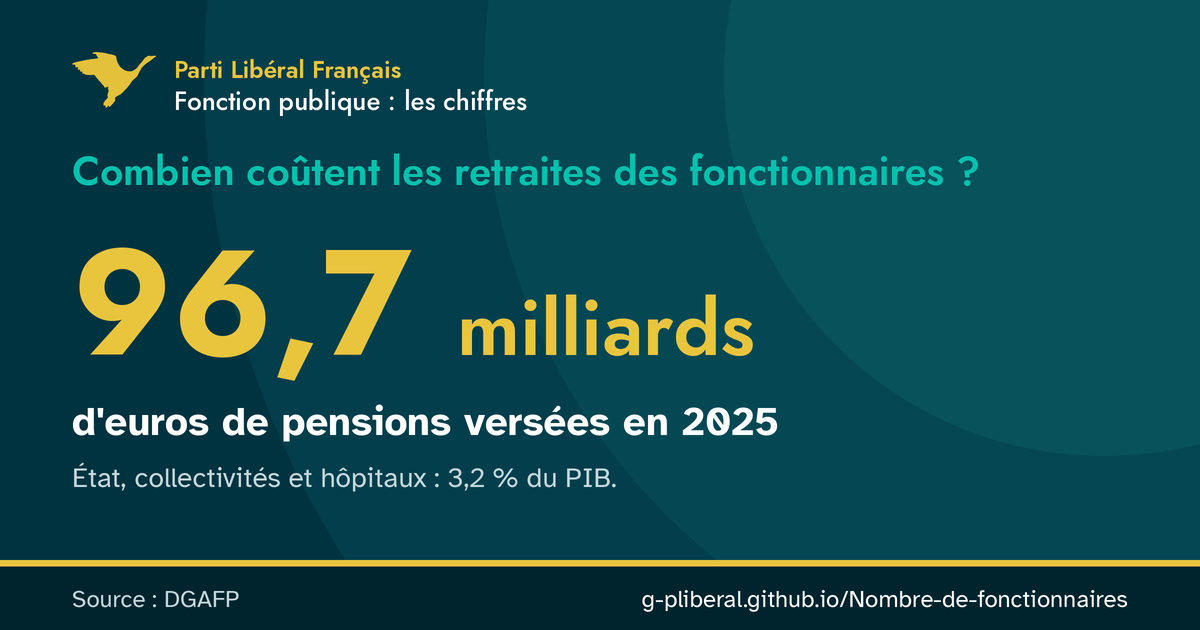 Parti Libéral Français
Fonction publique : les chiffres
Combien coûtent les retraites des fonctionnaires ?
96,7 milliards
d'euros de pensions versées en 2025
État, collectivités et hôpitaux : 3,2 % du PIB.
Source : DGAFP
g-pliberal.github.io/Nombre-de-fonctionnaires